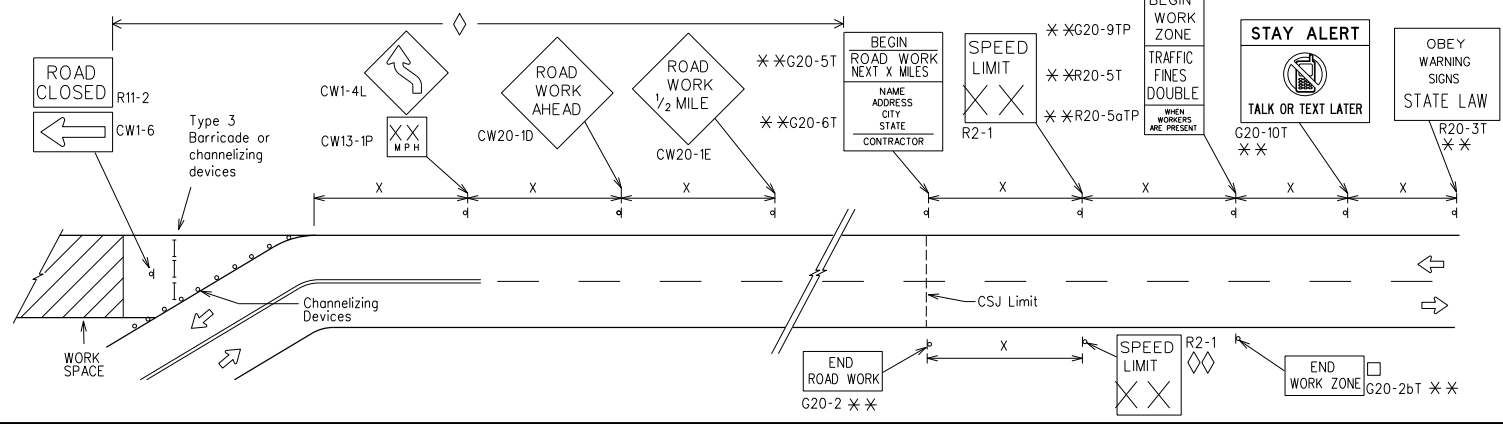 ROAD
CLOSED
R11-2
CW1-6
Type 3
Barricade or
channelizing
devices
CW1-4L
CW13-1P
XX
MPH
ROAD
WORK
AHEAD
CW20-1D
ROAD
WORK
1/2 MILE
CW20-1E
✳ ✳G20-5T
✳ ✳G20-6T
BEGIN
ROAD WORK
NEXT X MILES
NAME
ADDRESS
CITY
STATE
CONTRACTOR
SPEED
LIMIT
X X
R2-1
✳ ✳G20-9TP
✳ ✳R20-5T
✳ ✳R20-5aTP
BEGIN
WORK
ZONE
TRAFFIC
FINES
DOUBLE
WHEN
WORKERS
ARE PRESENT
STAY ALERT
TALK OR TEXT LATER
G20-10T
✳ ✳
OBEY
WARNING
SIGNS
STATE LAW
R20-3T
✳ ✳
X X X X X X
Channelizing
Devices
WORK
SPACE
CSJ Limit
END
ROAD WORK
G20-2 ✳ ✳
X
SPEED
LIMIT
X X
R2-1
END
WORK ZONE
G20-2bT ✳ ✳